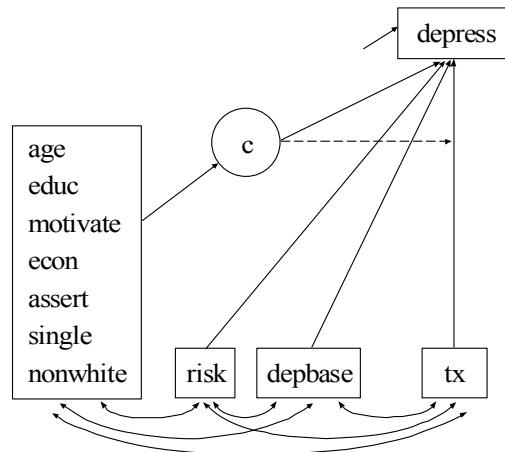 depress
c
age
educ
motivate
econ
assert
single
nonwhite
risk
depbase
tx